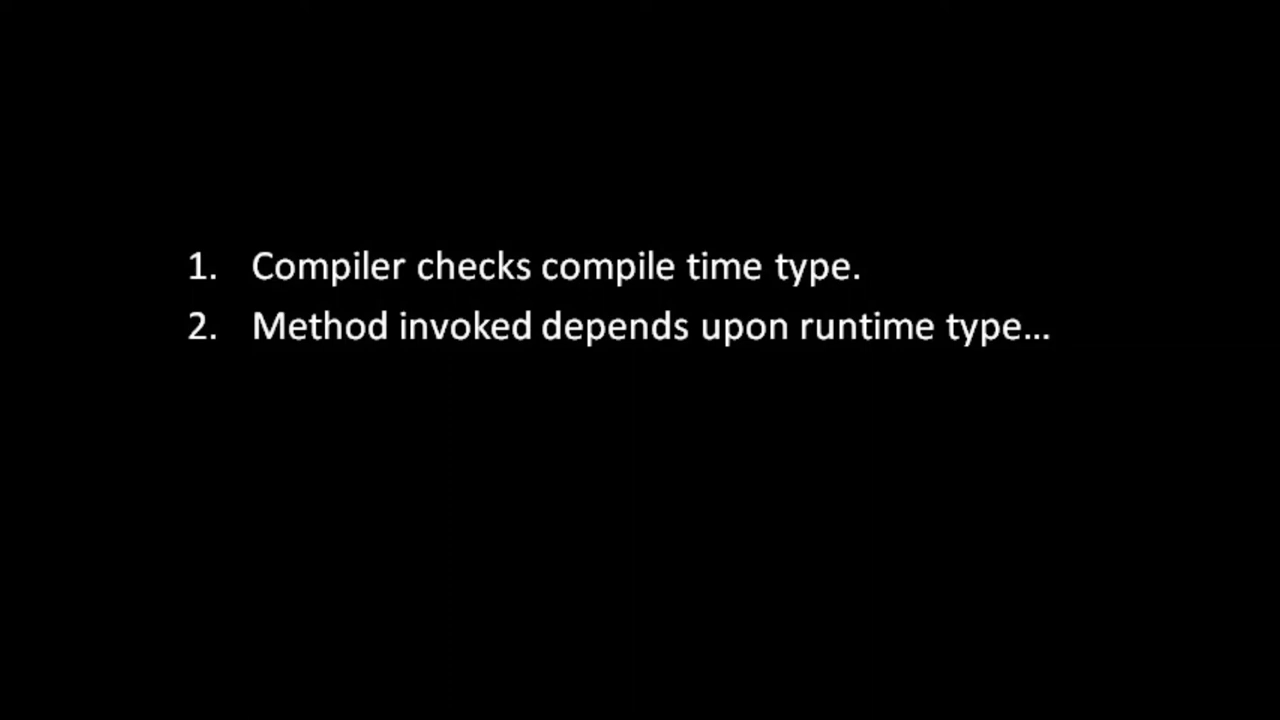 1. Compiler checks compile time type.
2. Method invoked depends upon runtime type...